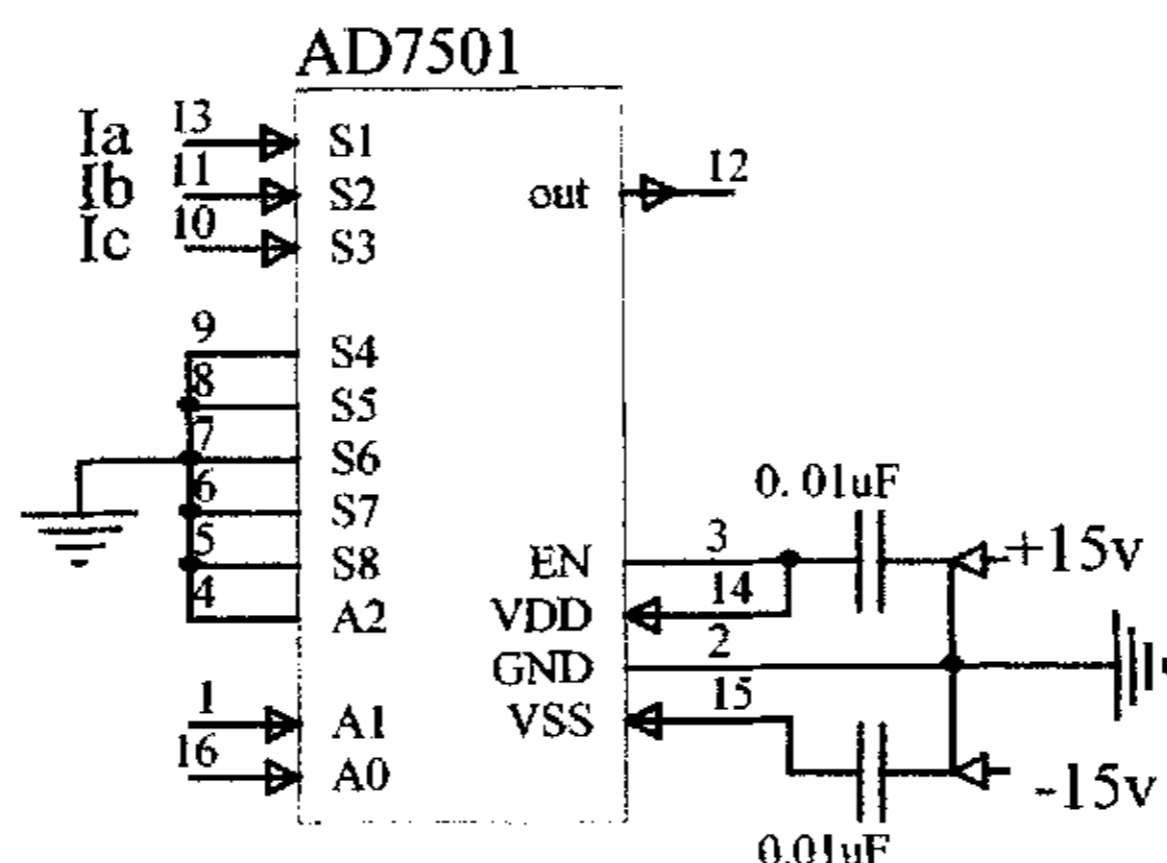 AD7501
Ia 13 S1
Ib 11 S2 out 12
Ic 10 S3
9 S4
8 S5
7 S6
6 S7 0.01uF
5 S8 EN 3 +15v
4 A2 VDD 14
GND 2
1 A1 VSS 15
16 A0 -15v
0.01uF